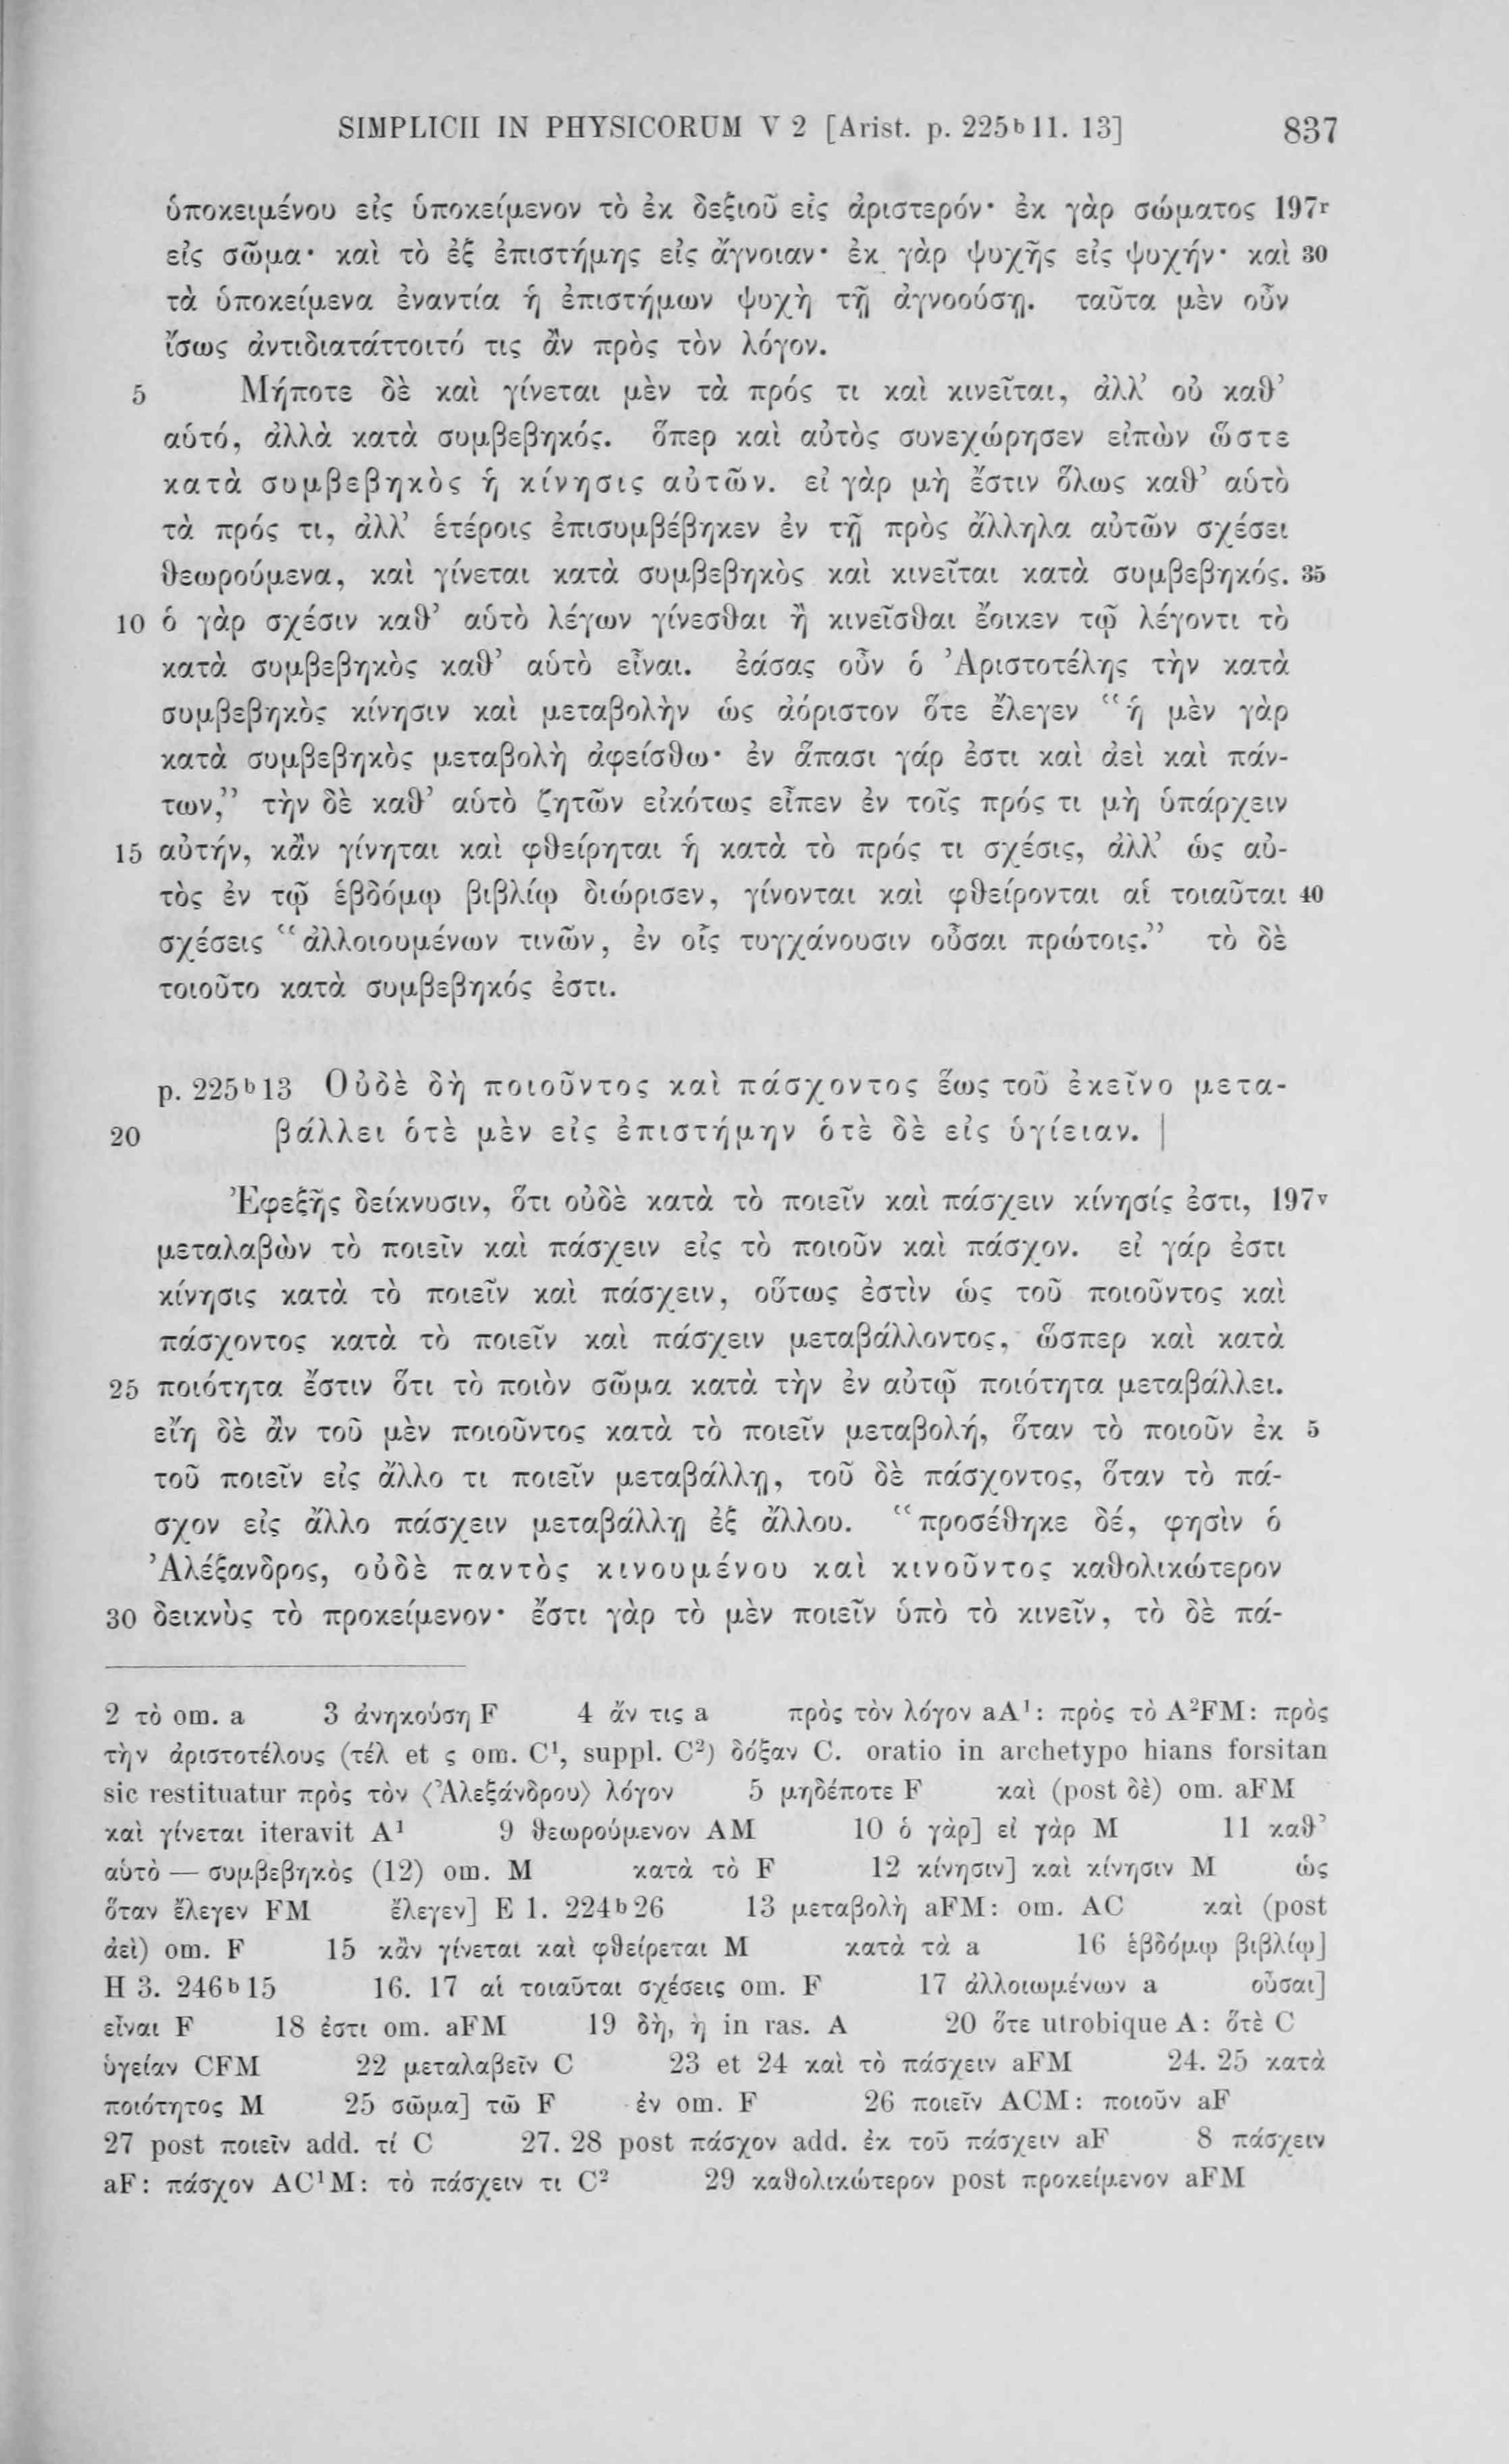 SIMPLICII IN PHYSICORUM V 2 [Arist. p. 225ᵇ11. 13] 837
ὑποκειμένου εἰς ὑποκείμενον τὸ ἐκ δεξιοῦ εἰς ἀριστερόν· ἐκ γὰρ σώματος 197ʳ
εἰς σῶμα· καὶ τὸ ἐξ ἐπιστήμης εἰς ἄγνοιαν· ἐκ γὰρ ψυχῆς εἰς ψυχήν· καὶ 30
τὰ ὑποκείμενα ἐναντία ἡ ἐπιστήμων ψυχὴ τῇ ἀγνοούσῃ. ταῦτα μὲν οὖν
ἴσως ἀντιδιατάττοιτό τις ἂν πρὸς τὸν λόγον.
5 Μήποτε δὲ καὶ γίνεται μὲν τὰ πρός τι καὶ κινεῖται, ἀλλ’ οὐ καθ’
αὑτό, ἀλλὰ κατὰ συμβεβηκός. ὅπερ καὶ αὐτὸς συνεχώρησεν εἰπὼν ὥστε
κατὰ συμβεβηκὸς ἡ κίνησις αὐτῶν. εἰ γὰρ μὴ ἔστιν ὅλως καθ’ αὑτὸ
τὰ πρός τι, ἀλλ’ ἑτέροις ἐπισυμβέβηκεν ἐν τῇ πρὸς ἄλληλα αὐτῶν σχέσει
θεωρούμενα, καὶ γίνεται κατὰ συμβεβηκὸς καὶ κινεῖται κατὰ συμβεβηκός. 35
10 ὁ γὰρ σχέσιν καθ’ αὑτὸ λέγων γίνεσθαι ἢ κινεῖσθαι ἔοικεν τῷ λέγοντι τὸ
κατὰ συμβεβηκὸς καθ’ αὑτὸ εἶναι. ἐάσας οὖν ὁ Ἀριστοτέλης τὴν κατὰ
συμβεβηκὸς κίνησιν καὶ μεταβολὴν ὡς ἀόριστον ὅτε ἔλεγεν “ἡ μὲν γὰρ
κατὰ συμβεβηκὸς μεταβολὴ ἀφείσθω· ἐν ἅπασι γάρ ἐστι καὶ ἀεὶ καὶ πάν-
των,” τὴν δὲ καθ’ αὑτὸ ζητῶν εἰκότως εἶπεν ἐν τοῖς πρός τι μὴ ὑπάρχειν
15 αὐτήν, κἂν γίνηται καὶ φθείρηται ἡ κατὰ τὸ πρός τι σχέσις, ἀλλ’ ὡς αὐ-
τὸς ἐν τῷ ἑβδόμῳ βιβλίῳ διώρισεν, γίνονται καὶ φθείρονται αἱ τοιαῦται 40
σχέσεις “ἀλλοιουμένων τινῶν, ἐν οἷς τυγχάνουσιν οὖσαι πρώτοις.” τὸ δὲ
τοιοῦτο κατὰ συμβεβηκός ἐστι.
p. 225ᵇ13 Οὐδὲ δὴ ποιοῦντος καὶ πάσχοντος ἕως τοῦ ἐκεῖνο μετα-
20 βάλλει ὁτὲ μὲν εἰς ἐπιστήμην ὁτὲ δὲ εἰς ὑγίειαν. |
Ἐφεξῆς δείκνυσιν, ὅτι οὐδὲ κατὰ τὸ ποιεῖν καὶ πάσχειν κίνησίς ἐστι, 197ᵛ
μεταλαβὼν τὸ ποιεῖν καὶ πάσχειν εἰς τὸ ποιοῦν καὶ πάσχον. εἰ γάρ ἐστι
κίνησις κατὰ τὸ ποιεῖν καὶ πάσχειν, οὕτως ἐστὶν ὡς τοῦ ποιοῦντος καὶ
πάσχοντος κατὰ τὸ ποιεῖν καὶ πάσχειν μεταβάλλοντος, ὥσπερ καὶ κατὰ
25 ποιότητα ἔστιν ὅτι τὸ ποιὸν σῶμα κατὰ τὴν ἐν αὐτῷ ποιότητα μεταβάλλει.
εἴη δὲ ἂν τοῦ μὲν ποιοῦντος κατὰ τὸ ποιεῖν μεταβολή, ὅταν τὸ ποιοῦν ἐκ 5
τοῦ ποιεῖν εἰς ἄλλο τι ποιεῖν μεταβάλλῃ, τοῦ δὲ πάσχοντος, ὅταν τὸ πά-
σχον εἰς ἄλλο πάσχειν μεταβάλλῃ ἐξ ἄλλου. “προσέθηκε δέ, φησὶν ὁ
Ἀλέξανδρος, οὐδὲ παντὸς κινουμένου καὶ κινοῦντος καθολικώτερον
30 δεικνὺς τὸ προκείμενον· ἔστι γὰρ τὸ μὲν ποιεῖν ὑπὸ τὸ κινεῖν, τὸ δὲ πά-
2 τὸ om. a 3 ἀνηκούση F 4 ἄν τις a πρὸς τὸν λόγον aA¹: πρὸς τὸ A²FM: πρὸς
τὴν ἀριστοτέλους (τέλ et ς om. C¹, suppl. C²) δόξαν C. oratio in archetypo hians forsitan
sic restituatur πρὸς τὸν ⟨Ἀλεξάνδρου⟩ λόγον 5 μηδέποτε F καὶ (post δὲ) om. aFM
καὶ γίνεται iteravit A¹ 9 θεωρούμενον AM 10 ὁ γὰρ] εἰ γὰρ M 11 καθ’
αὑτὸ — συμβεβηκὸς (12) om. M κατὰ τὸ F 12 κίνησιν] καὶ κίνησιν M ὡς
ὅταν ἔλεγεν FM ἔλεγεν] E 1. 224ᵇ26 13 μεταβολὴ aFM: om. AC καὶ (post
ἀεὶ) om. F 15 κἂν γίνεται καὶ φθείρεται M κατὰ τὰ a 16 ἑβδόμῳ βιβλίῳ]
H 3. 246ᵇ15 16. 17 αἱ τοιαῦται σχέσεις om. F 17 ἀλλοιωμένων a οὖσαι]
εἶναι F 18 ἐστι om. aFM 19 δὴ, ὴ in ras. A 20 ὅτε utrobique A: ὅτὲ C
ὑγείαν CFM 22 μεταλαβεῖν C 23 et 24 καὶ τὸ πάσχειν aFM 24. 25 κατὰ
ποιότητος M 25 σῶμα] τῶ F ἐν om. F 26 ποιεῖν ACM: ποιοῦν aF
27 post ποιεῖν add. τί C 27. 28 post πάσχον add. ἐκ τοῦ πάσχειν aF 8 πάσχειν
aF: πάσχον AC¹M: τὸ πάσχειν τι C² 29 καθολικώτερον post προκείμενον aFM